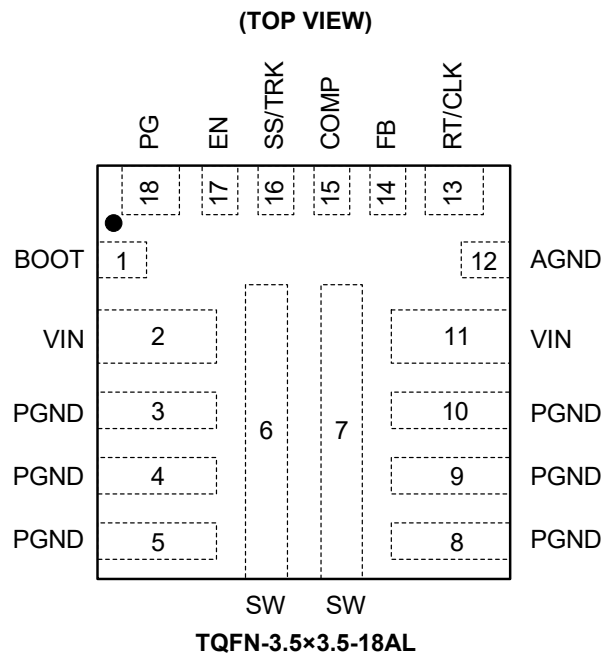 (TOP VIEW)
PG EN SS/TRK COMP FB RT/CLK
18 17 16 15 14 13
BOOT 1 12 AGND
VIN 2 11 VIN
PGND 3 10 PGND
6 7
PGND 4 9 PGND
PGND 5 8 PGND
SW SW
TQFN-3.5×3.5-18AL